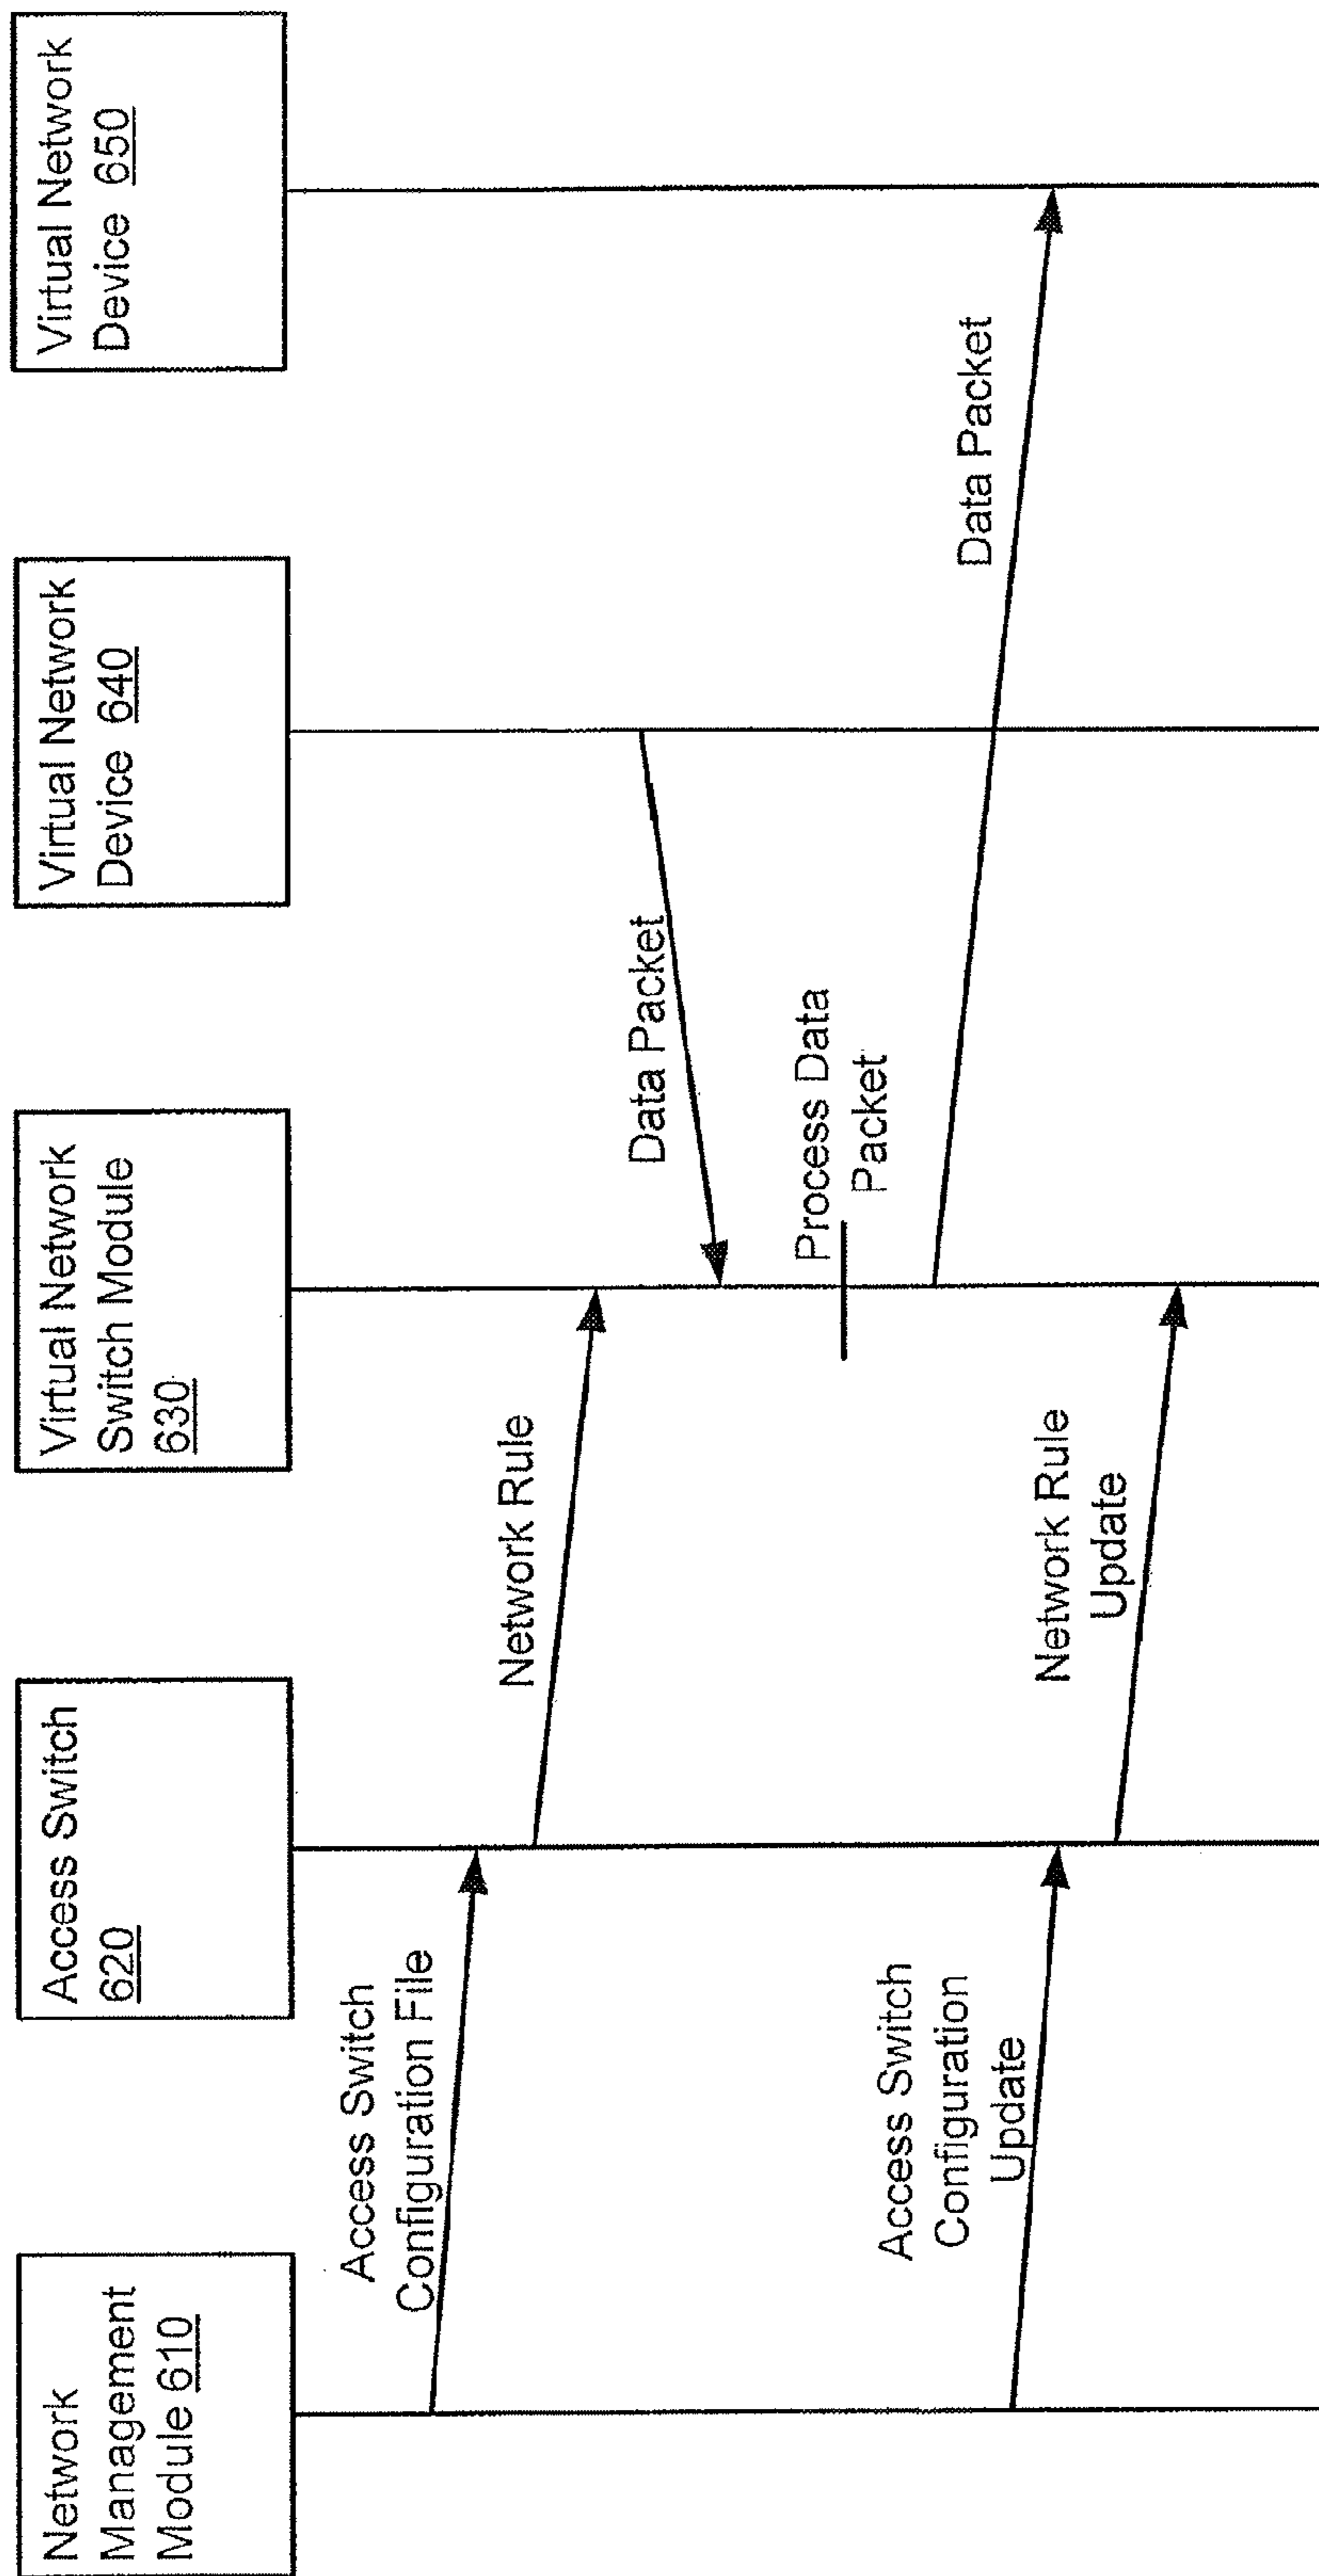 Network
Management
Module 610
Access Switch
620
Virtual Network
Switch Module
630
Virtual Network
Device 640
Virtual Network
Device 650
Access Switch
Configuration File
Network Rule
Data Packet
Process Data
Packet
Data Packet
Access Switch
Configuration
Update
Network Rule
Update